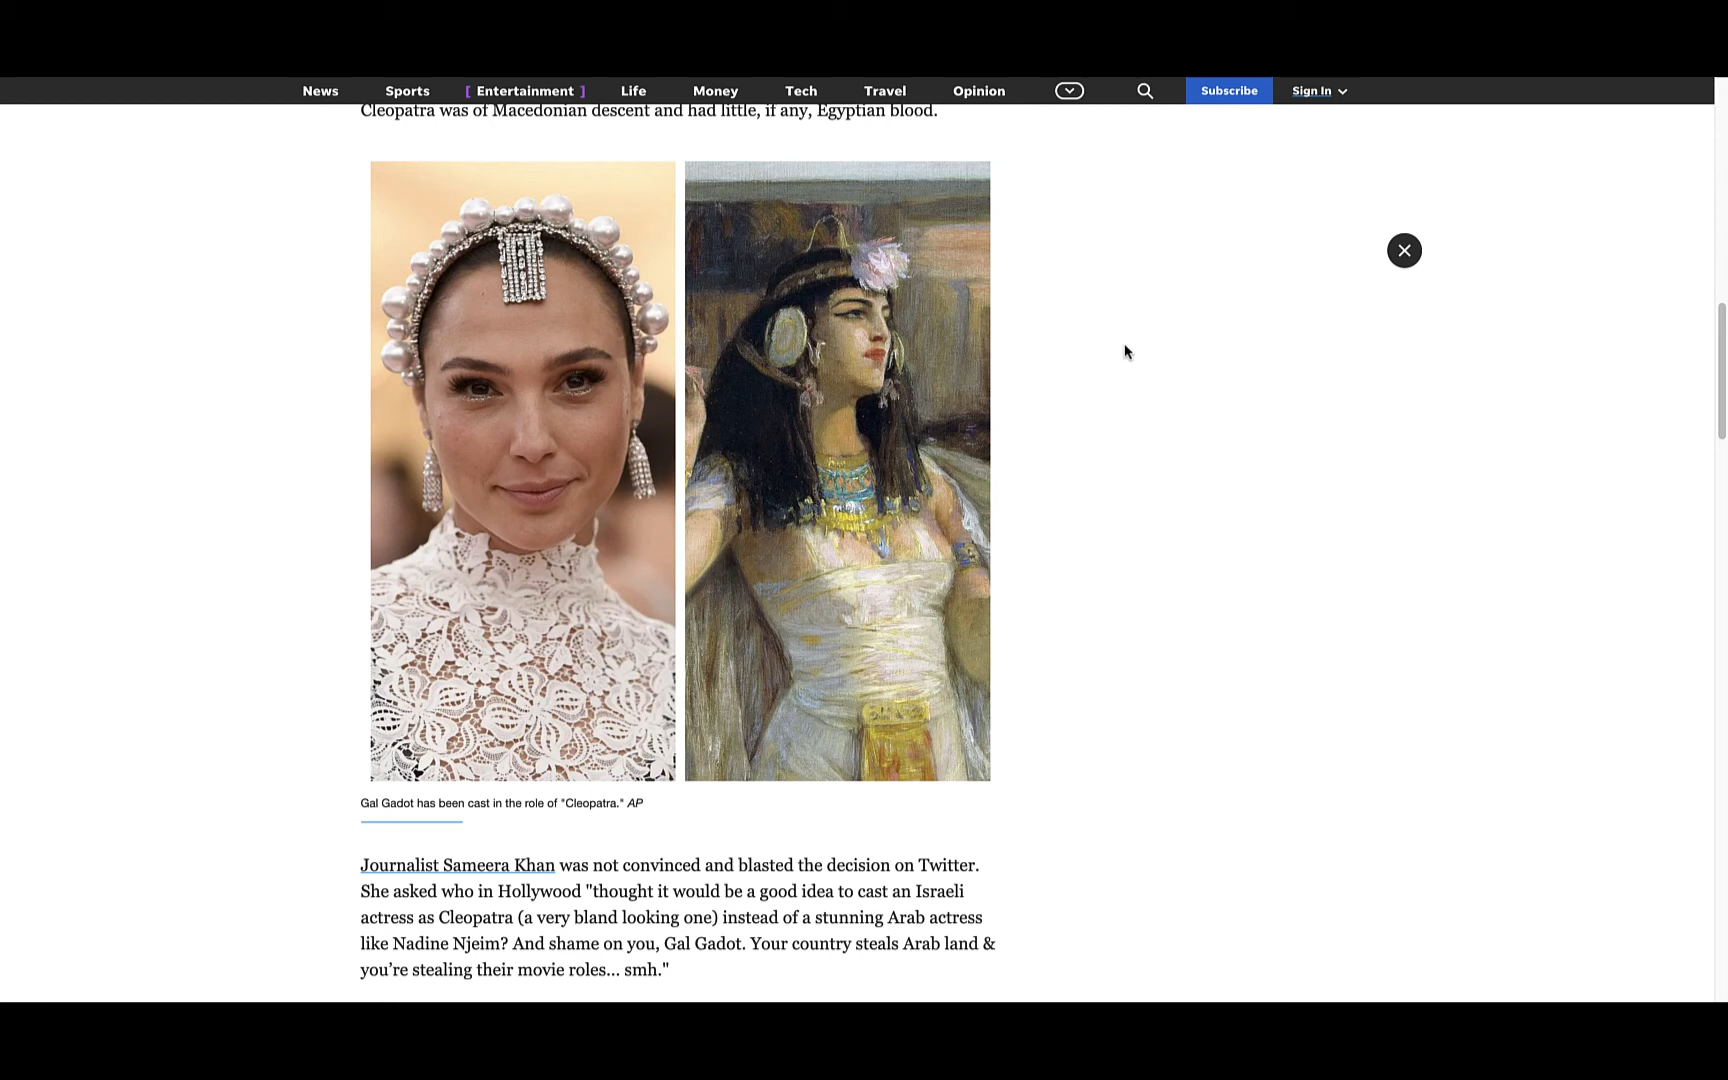 News Sports [ Entertainment ] Life Money Tech Travel Opinion Subscribe Sign In
Cleopatra was of Macedonian descent and had little, if any, Egyptian blood.
Gal Gadot has been cast in the role of "Cleopatra." AP
Journalist Sameera Khan was not convinced and blasted the decision on Twitter.
She asked who in Hollywood "thought it would be a good idea to cast an Israeli
actress as Cleopatra (a very bland looking one) instead of a stunning Arab actress
like Nadine Njeim? And shame on you, Gal Gadot. Your country steals Arab land &
you’re stealing their movie roles... smh."